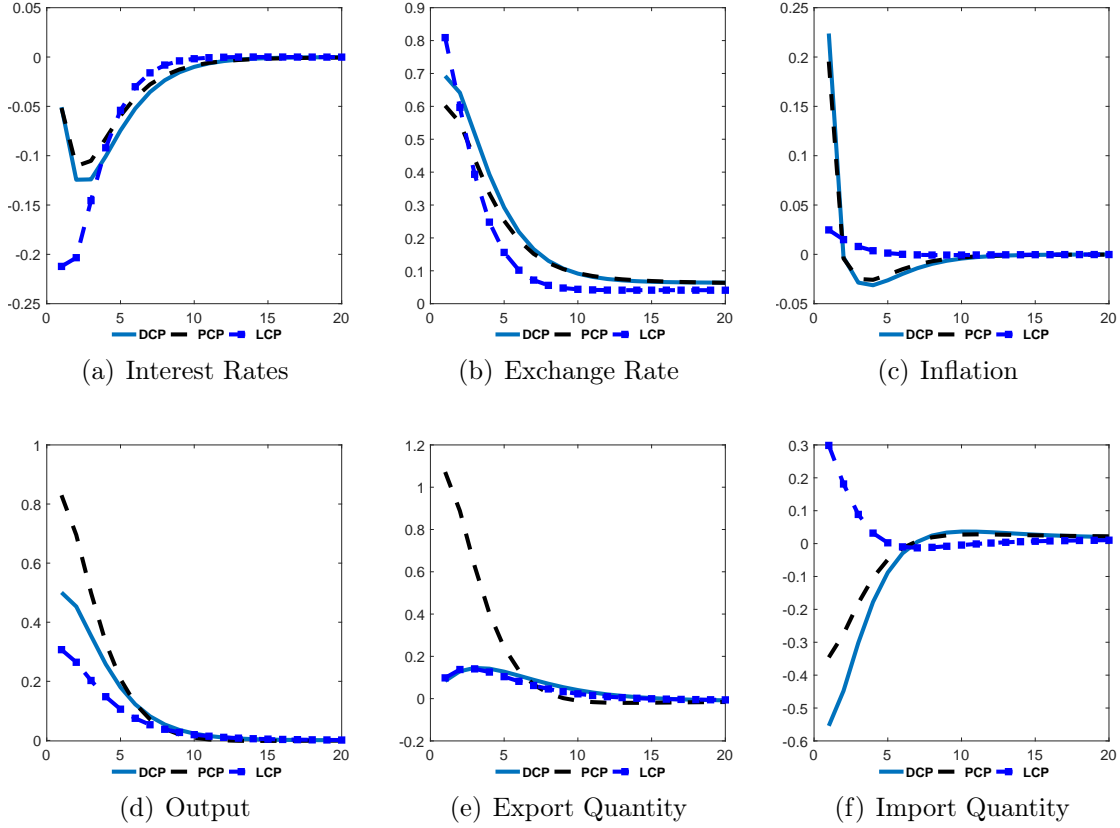 0.05
0
-0.05
-0.1
-0.15
-0.2
-0.25
0 5 10 15 20
DCP PCP LCP
(a) Interest Rates
0.9
0.8
0.7
0.6
0.5
0.4
0.3
0.2
0.1
0
0 5 10 15 20
DCP PCP LCP
(b) Exchange Rate
0.25
0.2
0.15
0.1
0.05
0
-0.05
0 5 10 15 20
DCP PCP LCP
(c) Inflation
1
0.8
0.6
0.4
0.2
0
0 5 10 15 20
DCP PCP LCP
(d) Output
1.2
1
0.8
0.6
0.4
0.2
0
-0.2
0 5 10 15 20
DCP PCP LCP
(e) Export Quantity
0.3
0.2
0.1
0
-0.1
-0.2
-0.3
-0.4
-0.5
-0.6
0 5 10 15 20
DCP PCP LCP
(f) Import Quantity